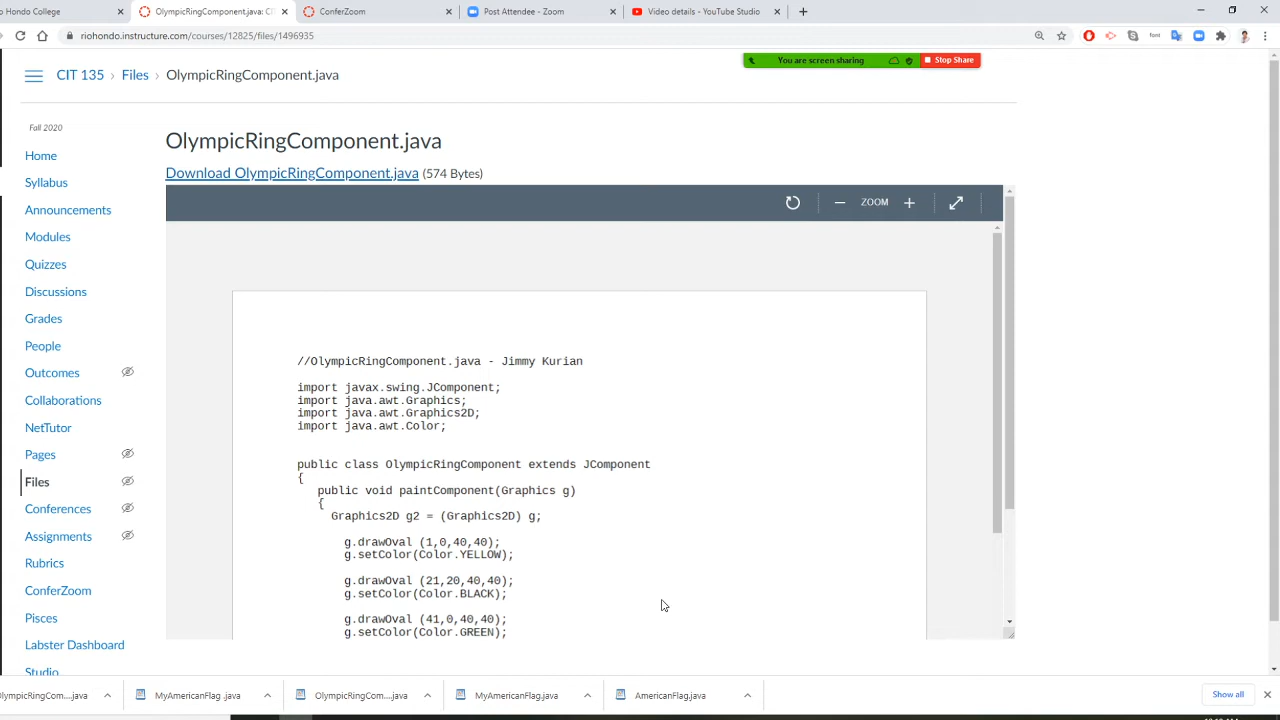 o Hondo College
OlympicRingComponent.java: CI
ConferZoom
Post Attendee - Zoom
Video details - YouTube Studio
riohondo.instructure.com/courses/12825/files/1496935
You are screen sharing
Stop Share
CIT 135 > Files > OlympicRingComponent.java
Fall 2020
Home
Syllabus
Announcements
Modules
Quizzes
Discussions
Grades
People
Outcomes
Collaborations
NetTutor
Pages
Files
Conferences
Assignments
Rubrics
ConferZoom
Pisces
Labster Dashboard
Studio
OlympicRingComponent.java
Download OlympicRingComponent.java (574 Bytes)
ZOOM
//OlympicRingComponent.java - Jimmy Kurian
import javax.swing.JComponent;
import java.awt.Graphics;
import java.awt.Graphics2D;
import java.awt.Color;
public class OlympicRingComponent extends JComponent
{
public void paintComponent(Graphics g)
{
Graphics2D g2 = (Graphics2D) g;
g.drawOval (1,0,40,40);
g.setColor(Color.YELLOW);
g.drawOval (21,20,40,40);
g.setColor(Color.BLACK);
g.drawOval (41,0,40,40);
g.setColor(Color.GREEN);
OlympicRingCom....java
MyAmericanFlag .java
OlympicRingCom....java
MyAmericanFlag.java
AmericanFlag.java
Show all